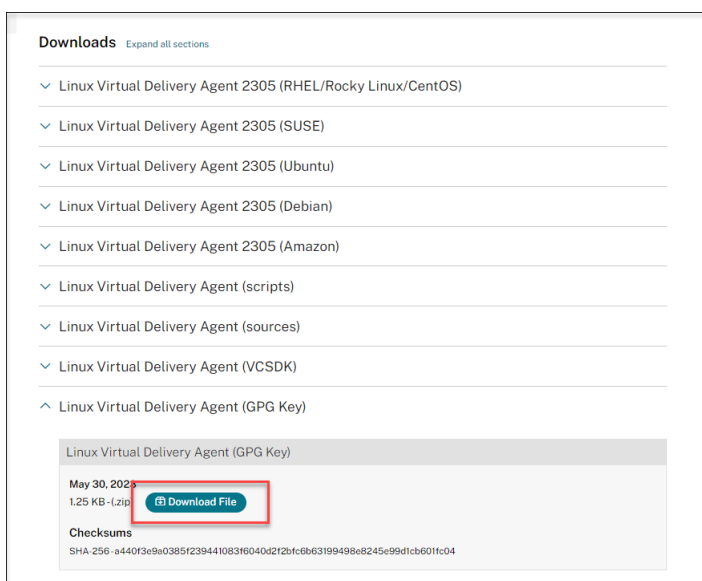 Downloads Expand all sections
Linux Virtual Delivery Agent 2305 (RHEL/Rocky Linux/CentOS)
Linux Virtual Delivery Agent 2305 (SUSE)
Linux Virtual Delivery Agent 2305 (Ubuntu)
Linux Virtual Delivery Agent 2305 (Debian)
Linux Virtual Delivery Agent 2305 (Amazon)
Linux Virtual Delivery Agent (scripts)
Linux Virtual Delivery Agent (sources)
Linux Virtual Delivery Agent (VCSDK)
Linux Virtual Delivery Agent (GPG Key)
Linux Virtual Delivery Agent (GPG Key)
May 30, 2023
1.25 KB - (.zip) Download File
Checksums
SHA-256 - a440f3e9a0385f239441083f6040d2f2bfc6b63199498e8245e99d1cb601fc04